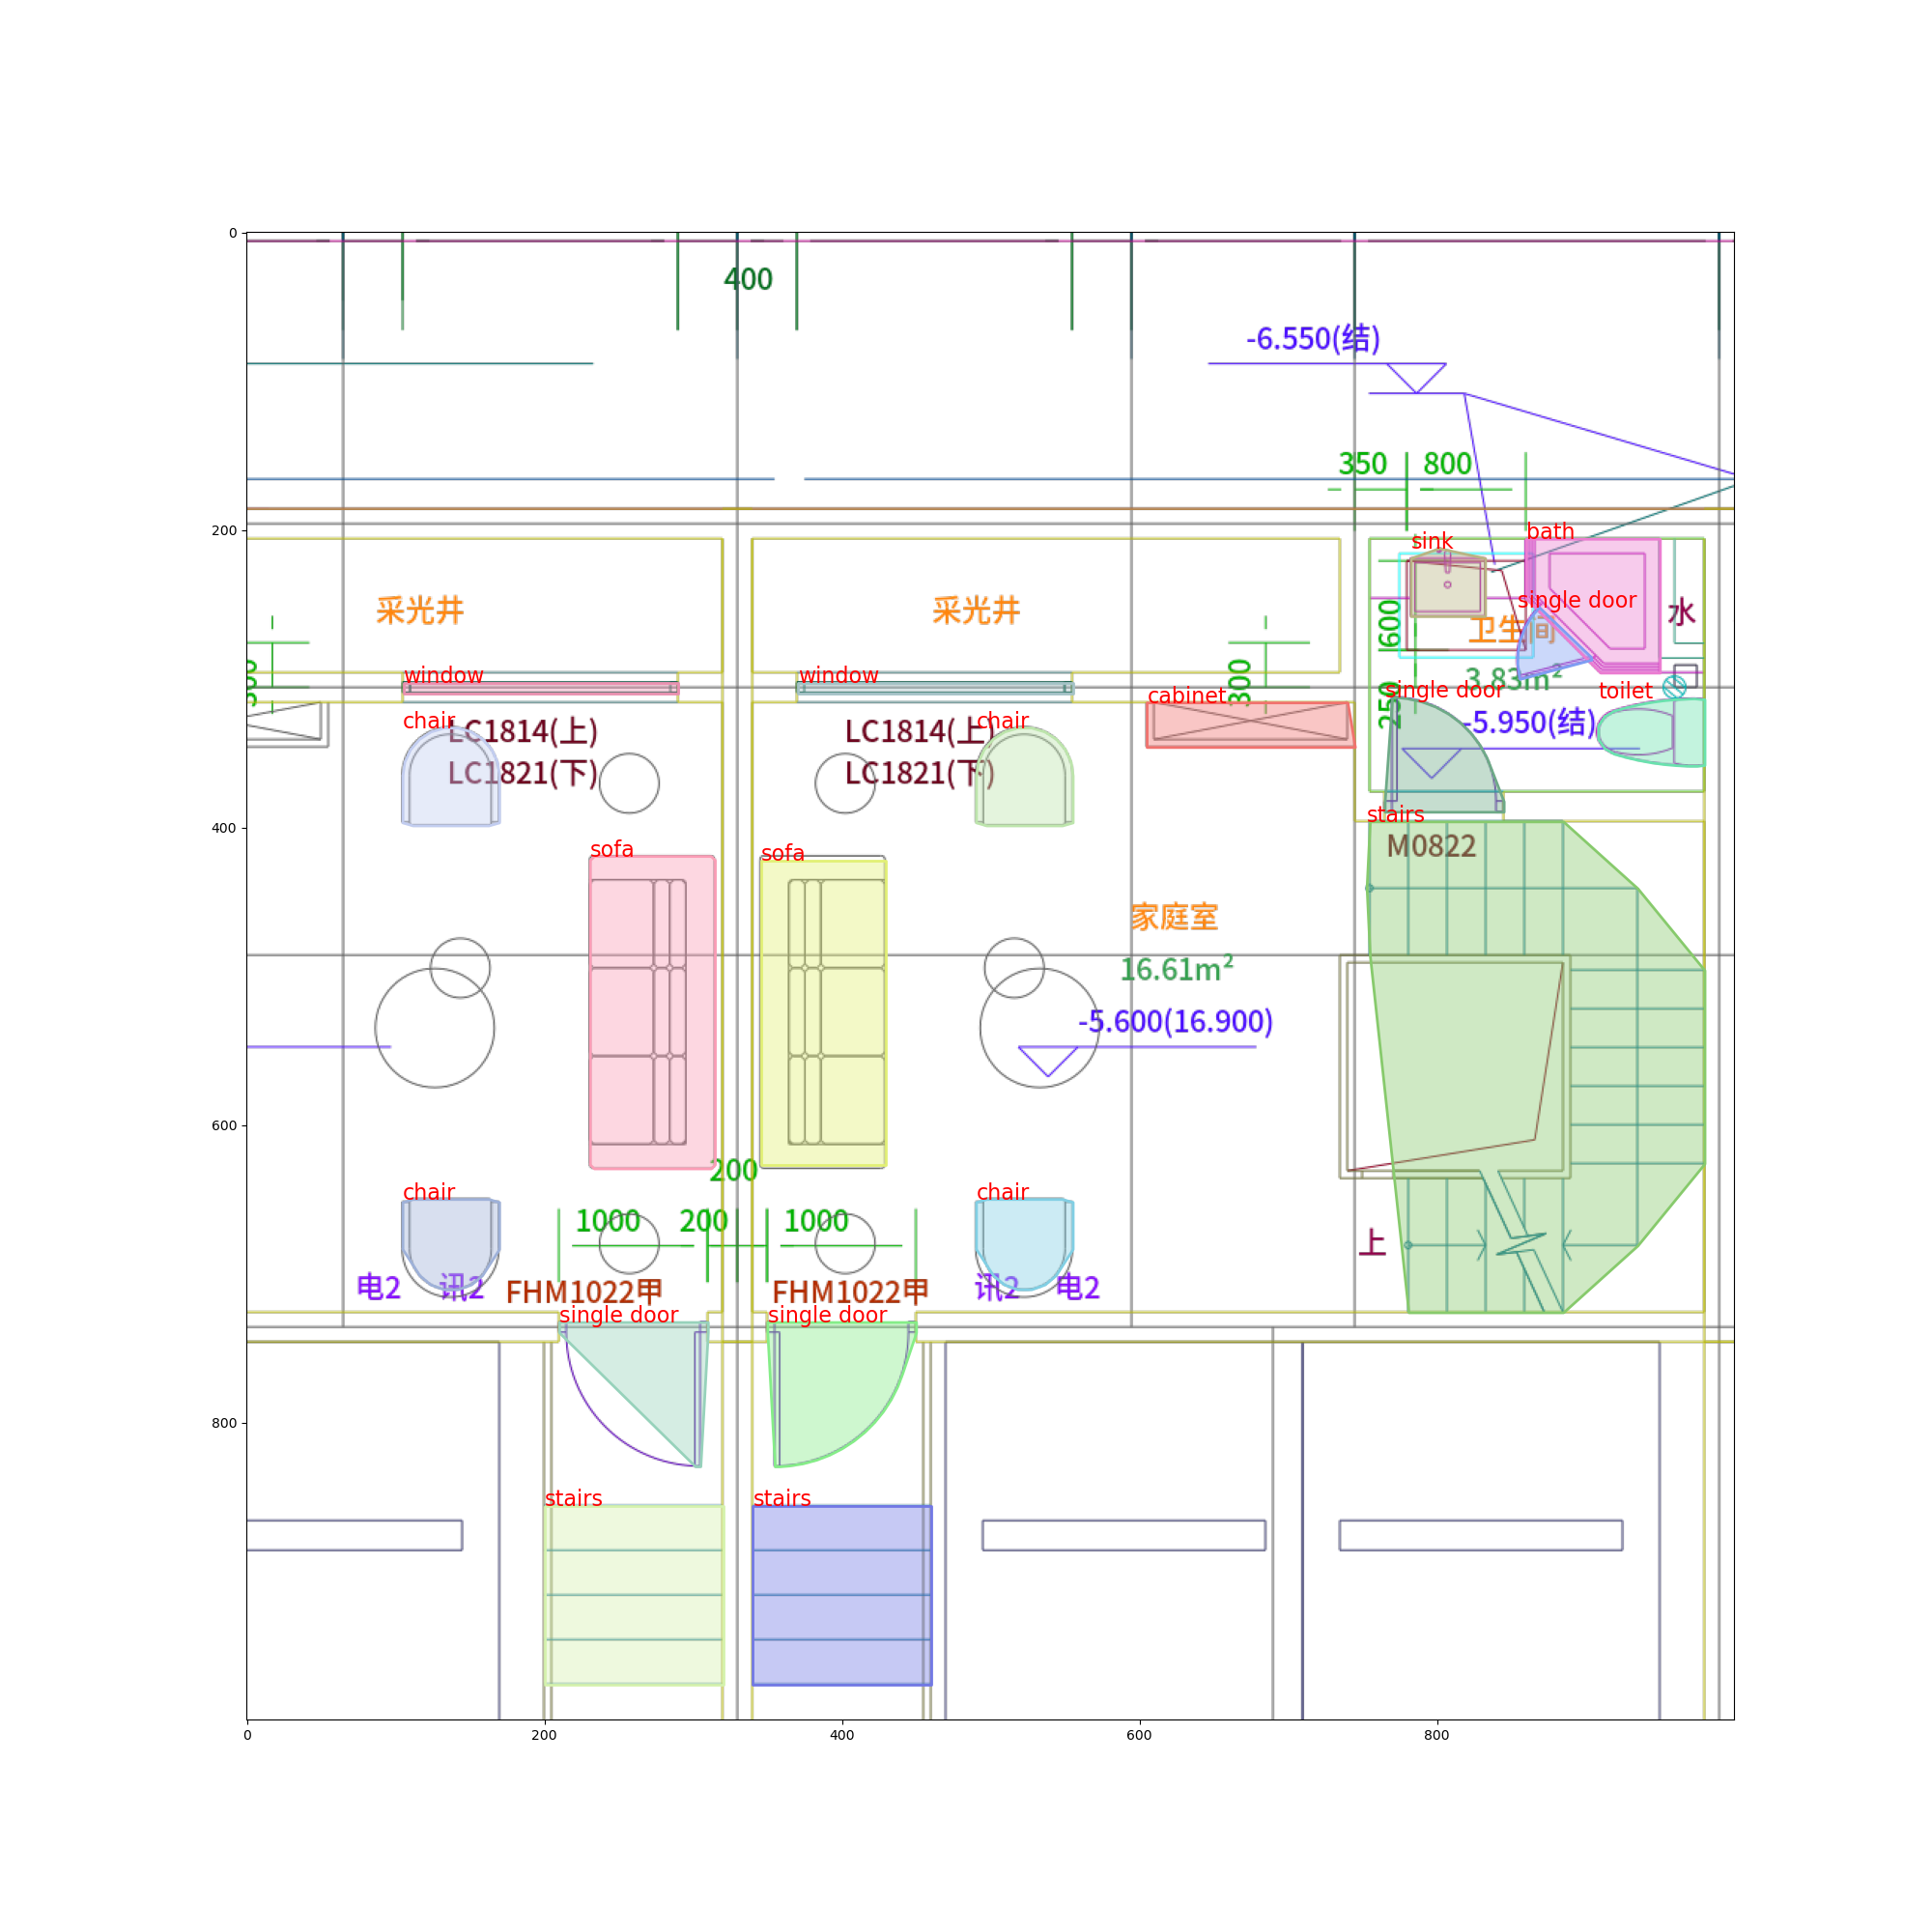 0
400
-6.550(结)
350
800
200
bath
sink
采光井
采光井
single door
水
600
卫生间
window
window
300
3.83m²
single door
toilet
cabinet
250
chair
chair
LC1814(上)
LC1814(上)
-5.950(结)
LC1821(下)
LC1821(下)
stairs
400
M0822
sofa
sofa
家庭室
16.61m²
-5.600(16.900)
600
200
chair
chair
1000
200
1000
上
电2
讯2
FHM1022甲
FHM1022甲
讯2
电2
single door
single door
800
stairs
stairs
0
200
400
600
800